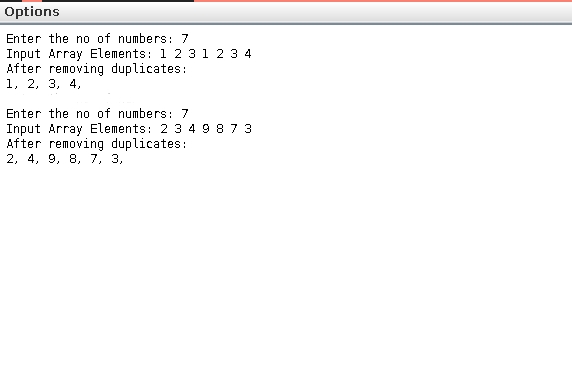 Options
Enter the no of numbers: 7
Input Array Elements: 1 2 3 1 2 3 4
After removing duplicates:
1, 2, 3, 4,
Enter the no of numbers: 7
Input Array Elements: 2 3 4 9 8 7 3
After removing duplicates:
2, 4, 9, 8, 7, 3,